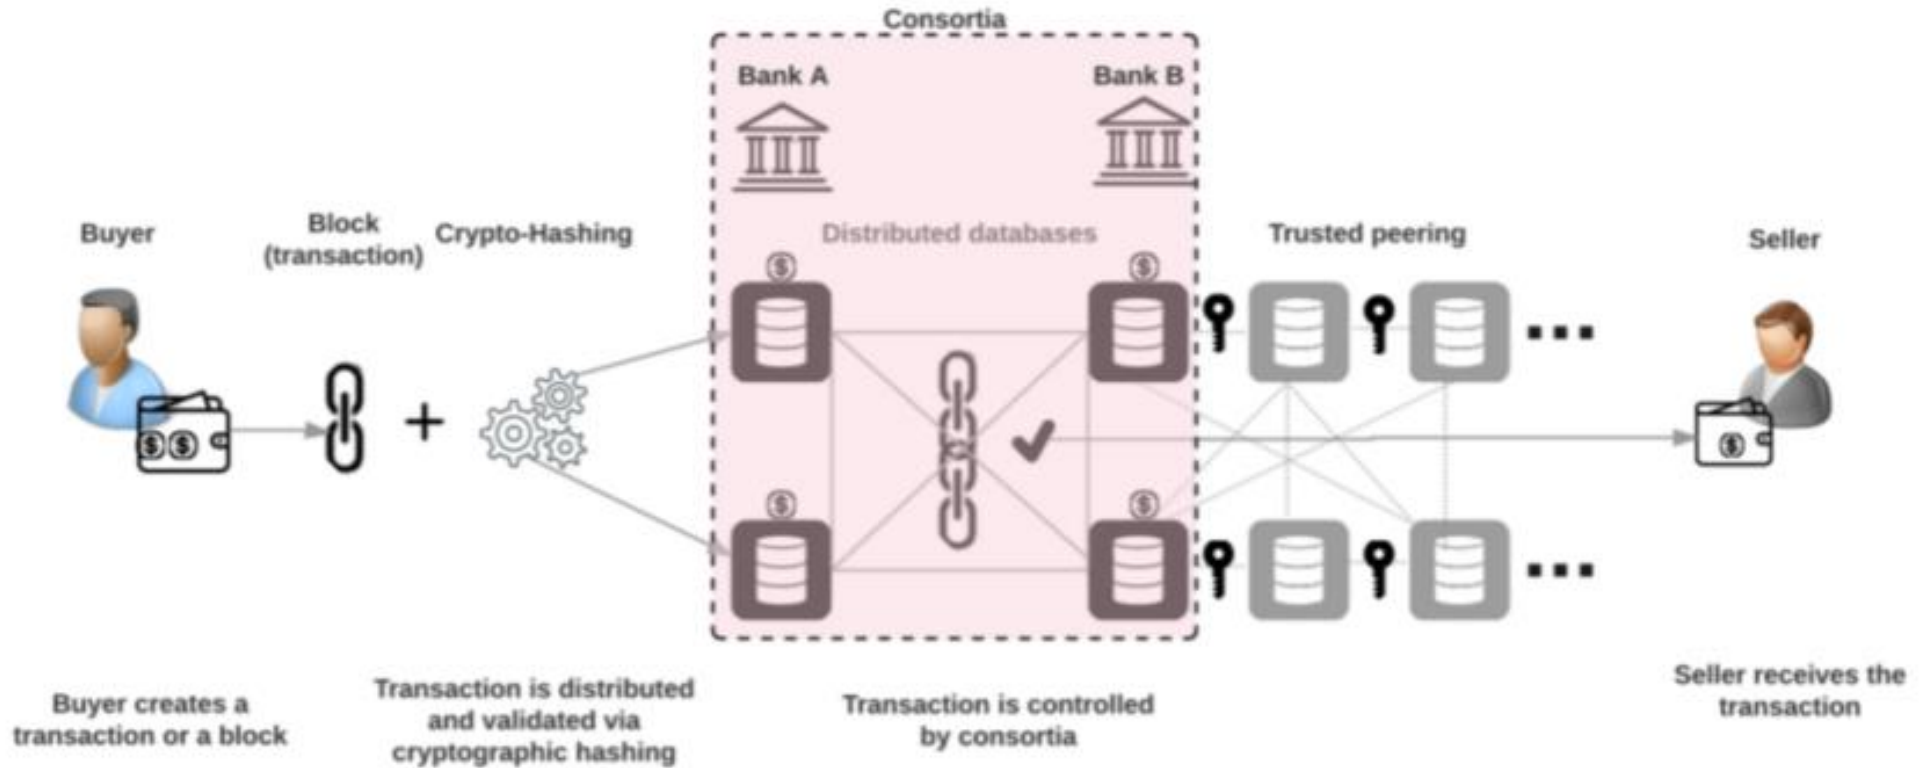 Consortia
Bank A
Bank B
Buyer
Block
(transaction)
Crypto-Hashing
Distributed databases
Trusted peering
Seller
$
$
$ $
$
$
$
Buyer creates a
transaction or a block
Transaction is distributed
and validated via
cryptographic hashing
Transaction is controlled
by consortia
Seller receives the
transaction